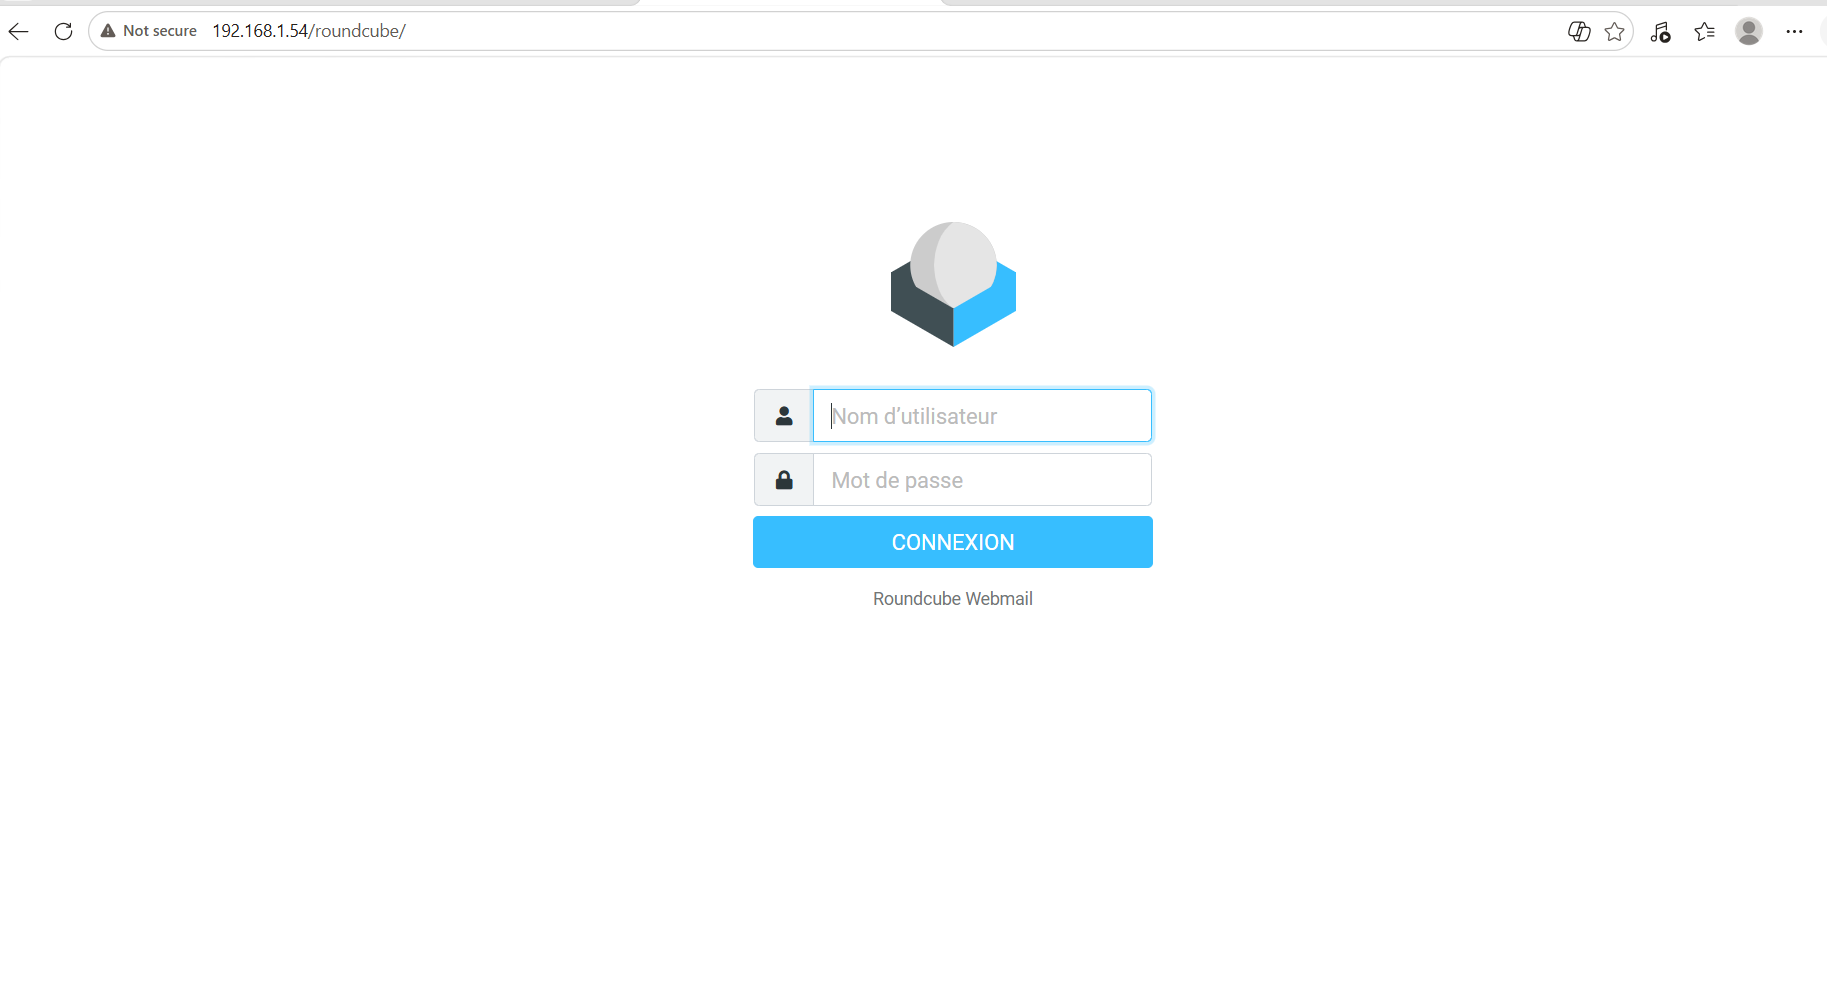 Not secure 192.168.1.54/roundcube/
Nom d’utilisateur
Mot de passe
CONNEXION
Roundcube Webmail